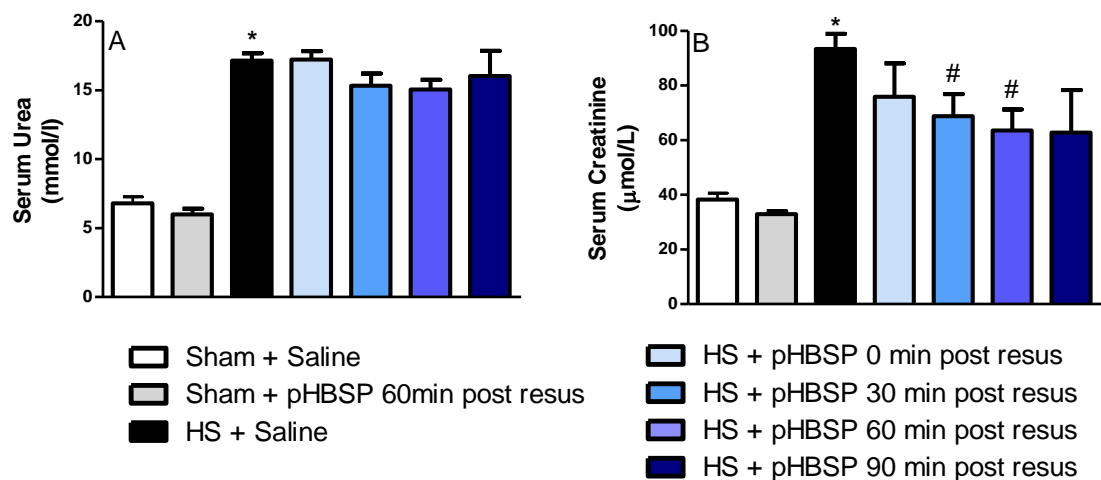 A
Serum Urea
(mmol/l)
20
15
10
5
0
*
B
Serum Creatinine
(μmol/L)
100
80
60
40
20
0
*
#
#
Sham + Saline
Sham + pHBSP 60min post resus
HS + Saline
HS + pHBSP 0 min post resus
HS + pHBSP 30 min post resus
HS + pHBSP 60 min post resus
HS + pHBSP 90 min post resus